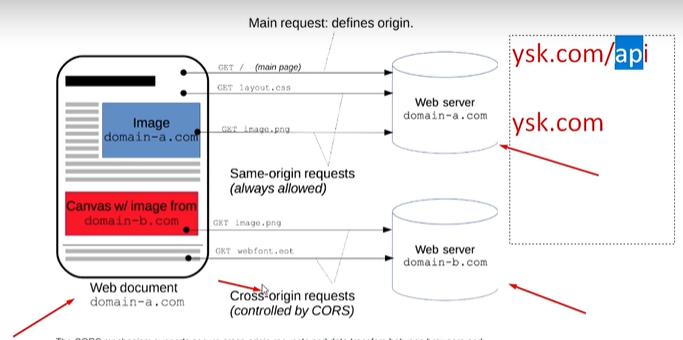 Main request: defines origin.
GET / (main page)
GET layout.css
GET image.png
Image
domain-a.com
Web server
domain-a.com
ysk.com/api
ysk.com
Same-origin requests
(always allowed)
Canvas w/ image from
domain-b.com
GET image.png
GET webfont.eot
Web server
domain-b.com
Web document
domain-a.com
Cross-origin requests
(controlled by CORS)